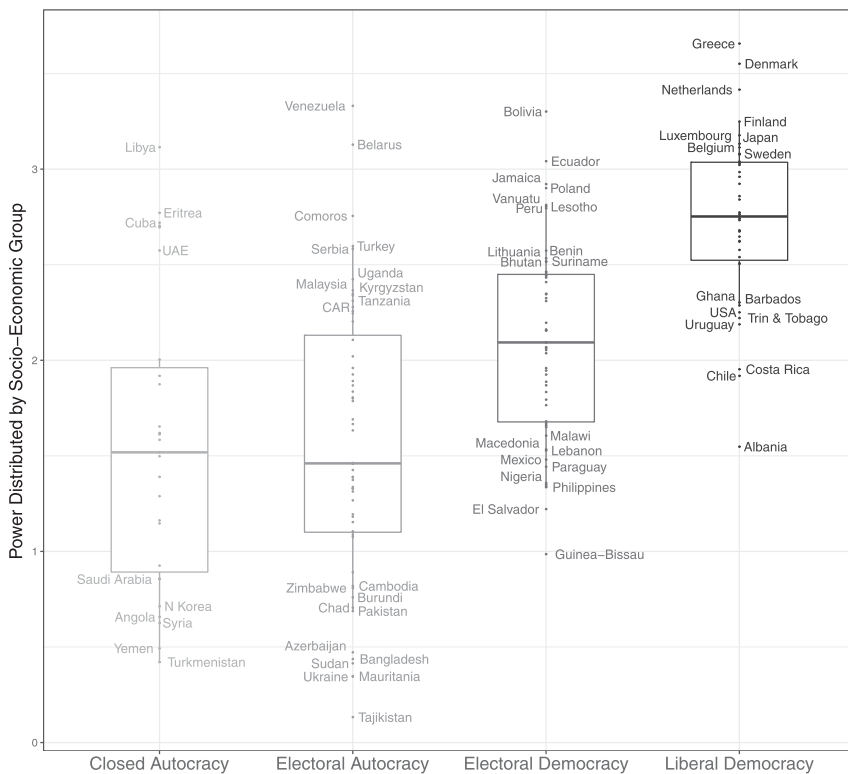 Power Distributed by Socio−Economic Group
3
2
1
0
Libya
Eritrea
Cuba
UAE
Saudi Arabia
N Korea
Angola
Syria
Yemen
Turkmenistan
Venezuela
Belarus
Comoros
Turkey
Serbia
Uganda
Malaysia
Kyrgyzstan
Tanzania
CAR
Cambodia
Zimbabwe
Burundi
Chad
Pakistan
Azerbaijan
Bangladesh
Sudan
Ukraine
Mauritania
Tajikistan
Bolivia
Ecuador
Jamaica
Poland
Vanuatu
Peru
Lesotho
Lithuania
Benin
Bhutan
Suriname
Malawi
Macedonia
Lebanon
Mexico
Paraguay
Nigeria
Philippines
El Salvador
Guinea−Bissau
Greece
Denmark
Netherlands
Finland
Luxembourg
Japan
Belgium
Sweden
Ghana
Barbados
USA
Trin & Tobago
Uruguay
Costa Rica
Chile
Albania
Closed Autocracy
Electoral Autocracy
Electoral Democracy
Liberal Democracy